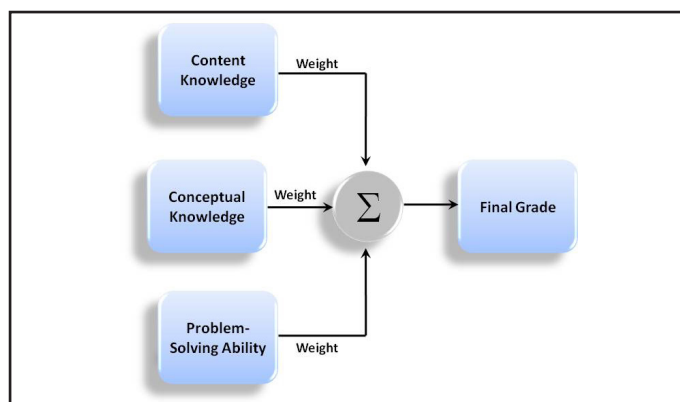 Content
Knowledge
Weight
Conceptual
Knowledge
Weight
Σ
Final Grade
Problem-
Solving Ability
Weight